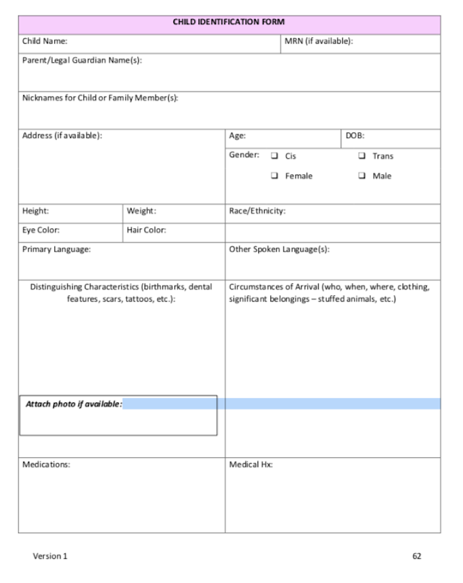 CHILD IDENTIFICATION FORM
Child Name: MRN (if available):
Parent/Legal Guardian Name(s):
Nicknames for Child or Family Member(s):
Address (if available): Age: DOB:
Gender: ❑ Cis ❑ Trans
❑ Female ❑ Male
Height: Weight: Race/Ethnicity:
Eye Color: Hair Color:
Primary Language: Other Spoken Language(s):
Distinguishing Characteristics (birthmarks, dental
features, scars, tattoos, etc.):
Circumstances of Arrival (who, when, where, clothing,
significant belongings – stuffed animals, etc.)
Attach photo if available:
Medications: Medical Hx:
Version 1 62